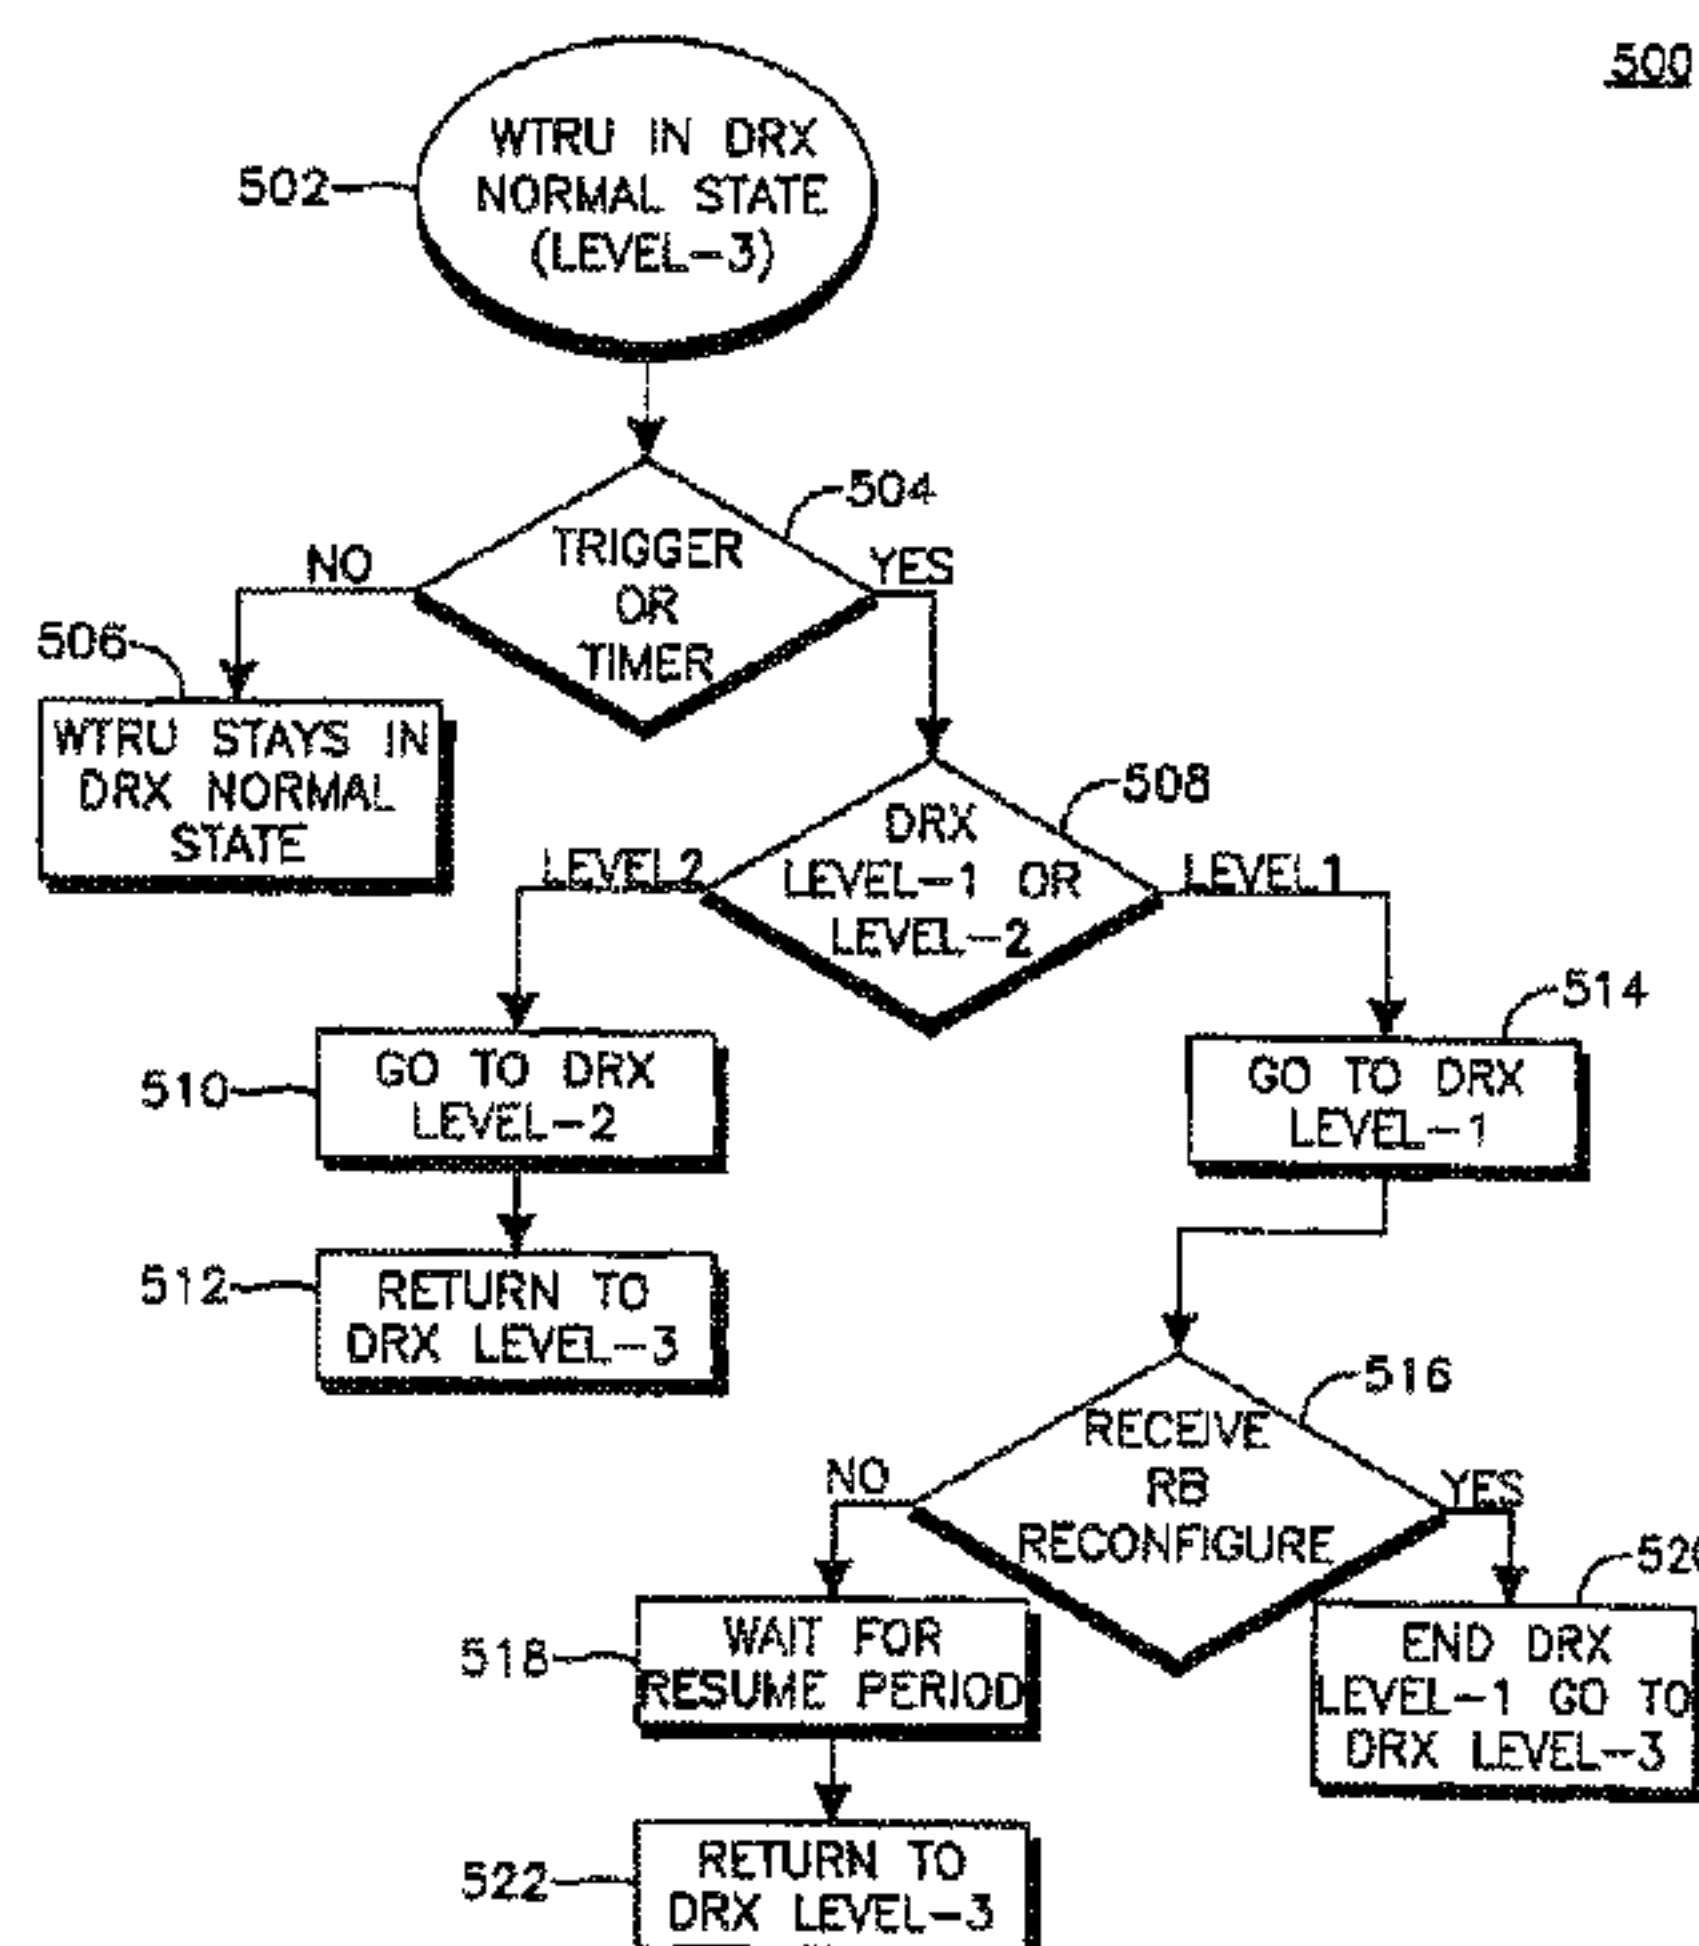 500
WTRU IN DRX
NORMAL STATE
(LEVEL-3)
502
504
TRIGGER
OR
TIMER
NO
YES
506
WTRU STAYS IN
DRX NORMAL
STATE
508
DRX
LEVEL-1 OR
LEVEL-2
LEVEL2
LEVEL1
510
GO TO DRX
LEVEL-2
514
GO TO DRX
LEVEL-1
512
RETURN TO
DRX LEVEL-3
516
RECEIVE
RB
RECONFIGURE
NO
YES
518
WAIT FOR
RESUME PERIOD
END DRX
LEVEL-1 GO TO
DRX LEVEL-3
522
RETURN TO
DRX LEVEL-3